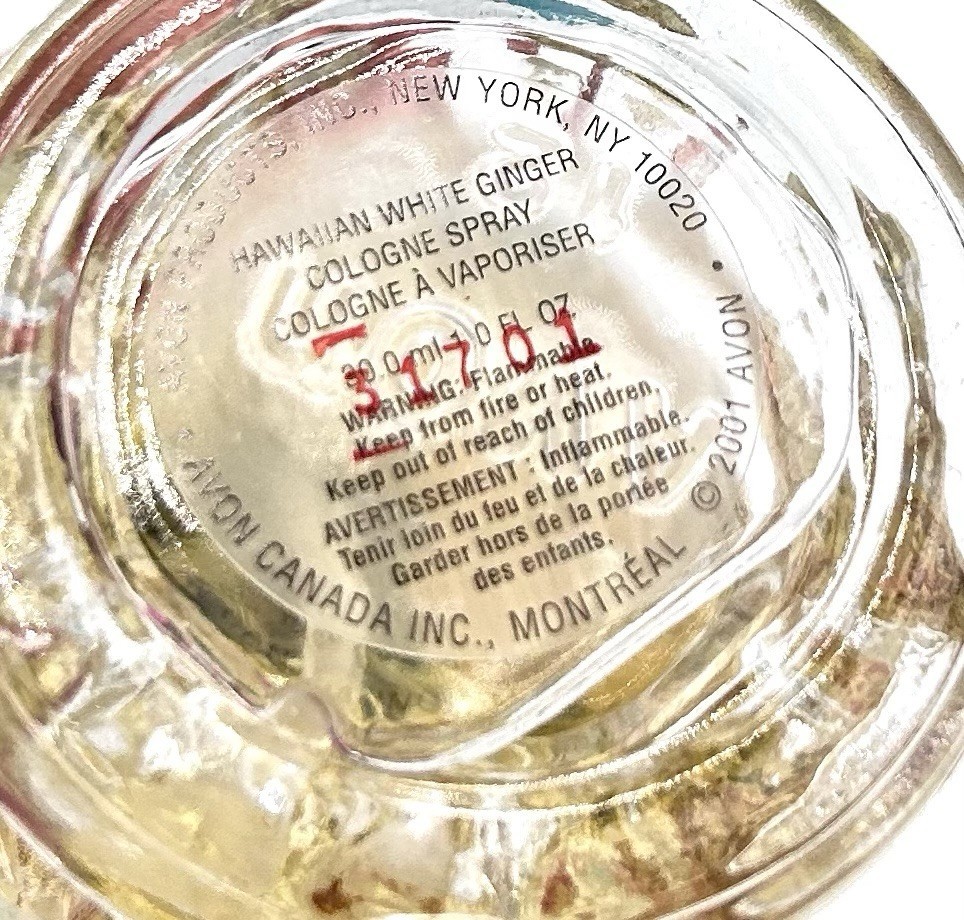 AVON PRODUCTS, INC., NEW YORK, NY 10020 •
HAWAIIAN WHITE GINGER
COLOGNE SPRAY
COLOGNE À VAPORISER
30.0 ml 1.0 FL OZ
31701
WARNING: Flammable.
Keep from fire or heat.
Keep out of reach of children.
AVERTISSEMENT : Inflammable.
Tenir loin du feu et de la chaleur.
Garder hors de la portée
des enfants.
AVON CANADA INC., MONTRÉAL © 2001 AVON •